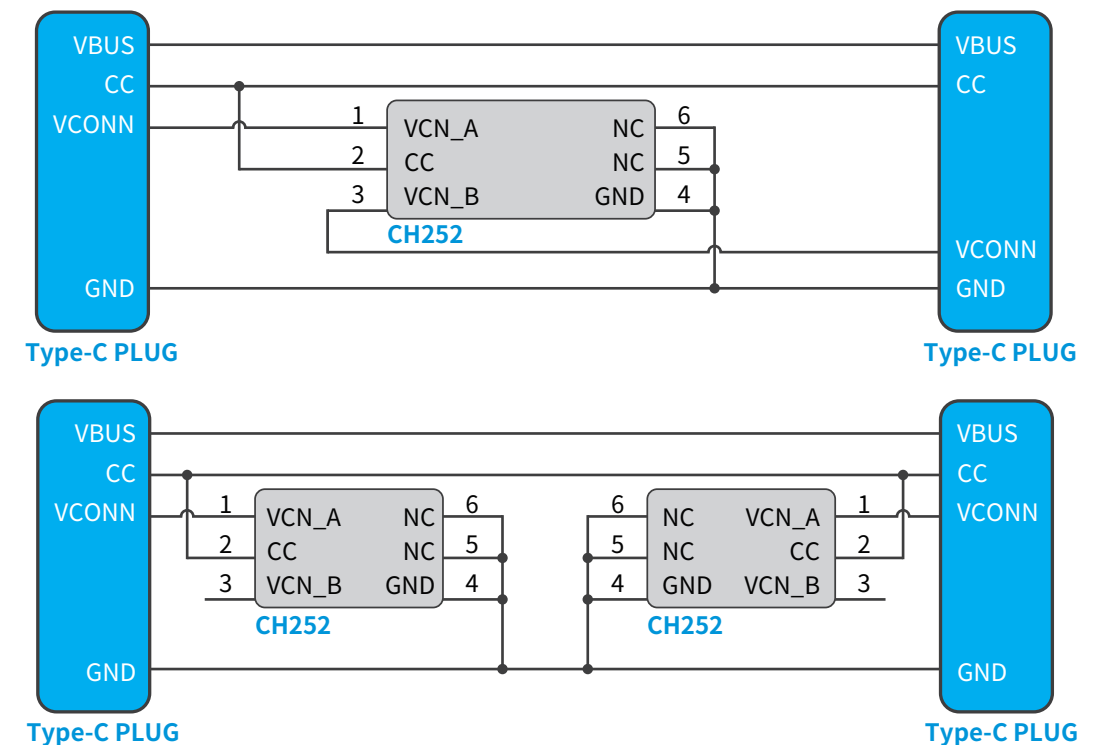 VBUS VBUS
CC CC
VCONN 1 VCN_A NC 6
2 CC NC 5
3 VCN_B GND 4
CH252
VCONN
GND GND
Type-C PLUG Type-C PLUG
VBUS VBUS
CC CC
VCONN 1 VCN_A NC 6 6 NC VCN_A 1 VCONN
2 CC NC 5 5 NC CC 2
3 VCN_B GND 4 4 GND VCN_B 3
CH252 CH252
GND GND
Type-C PLUG Type-C PLUG